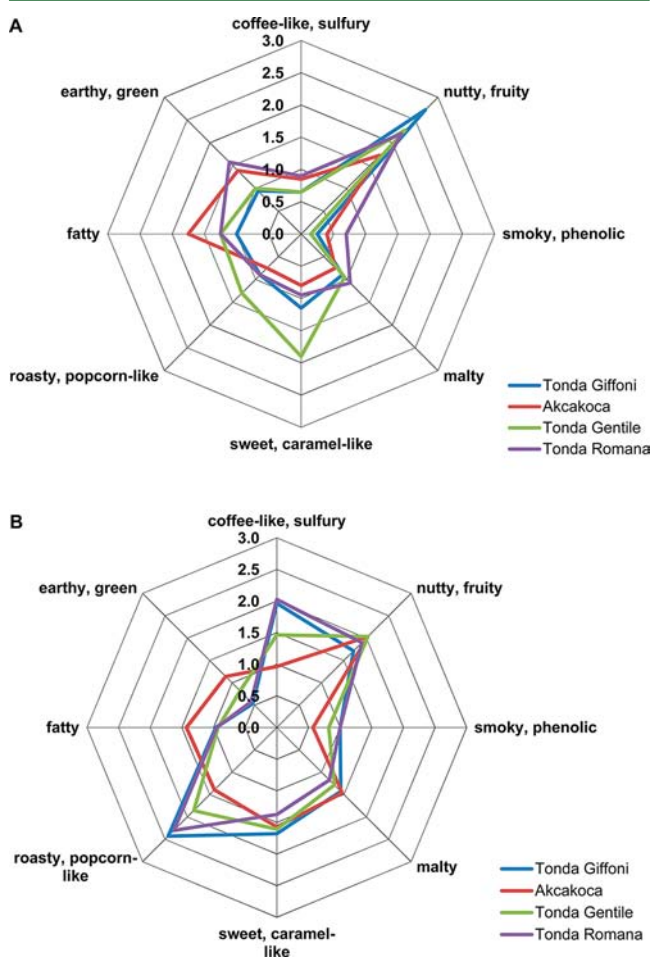 A
coffee-like, sulfury
3.0
2.5
2.0
1.5
1.0
0.5
0.0
earthy, green
nutty, fruity
fatty
smoky, phenolic
roasty, popcorn-like
malty
sweet, caramel-like
Tonda Giffoni
Akcakoca
Tonda Gentile
Tonda Romana
B
coffee-like, sulfury
3.0
2.5
2.0
1.5
1.0
0.5
0.0
earthy, green
nutty, fruity
fatty
smoky, phenolic
roasty, popcorn-
like
malty
sweet, caramel-
like
Tonda Giffoni
Akcakoca
Tonda Gentile
Tonda Romana